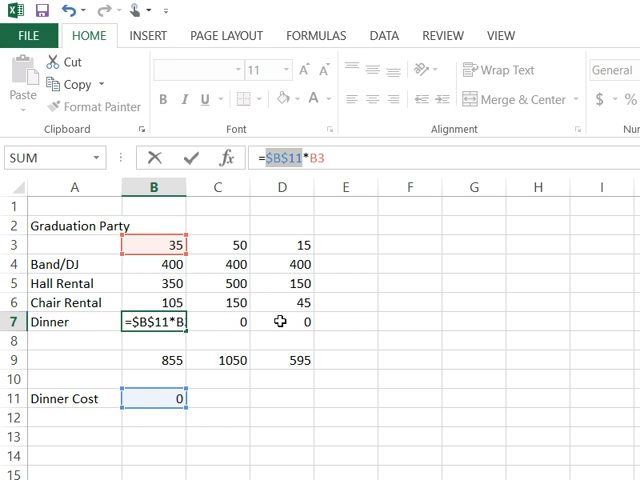 FILE HOME INSERT PAGE LAYOUT FORMULAS DATA REVIEW VIEW
Cut
Copy
Format Painter
Paste
Clipboard
11 A A
B I U A
Font
Wrap Text
Merge & Center
Alignment
General
$ %
Nur
SUM fx =$B$11*B3
A B C D E F G H I
1
2 Graduation Party
3 35 50 15
4 Band/DJ 400 400 400
5 Hall Rental 350 500 150
6 Chair Rental 105 150 45
7 Dinner =$B$11*B 0 0
8
9 855 1050 595
10
11 Dinner Cost 0
12
13
14
15